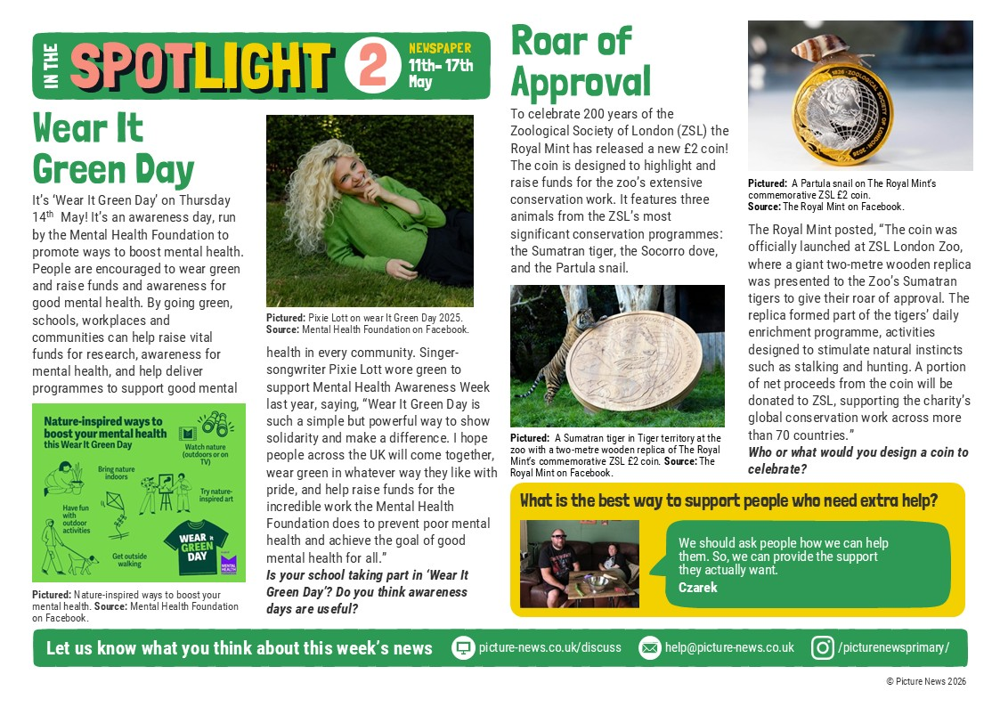 IN THE
SPOTLIGHT
2
NEWSPAPER
11th- 17th
May
Wear It
Green Day
It's 'Wear It Green Day' on Thursday
14th May! It's an awareness day, run
by the Mental Health Foundation to
promote ways to boost mental health.
People are encouraged to wear green
and raise funds and awareness for
good mental health. By going green,
schools, workplaces and
communities can help raise vital
funds for research, awareness for
mental health, and help deliver
programmes to support good mental
Nature-inspired ways to
boost your mental health
this Wear It Green Day
Watch nature
(outdoors or on
TV)
Bring nature
indoors
Try nature-
inspired art
Have fun
with
outdoor
activities
Get outside
walking
WEAR it
GREEN
DAY
MENTAL
HEALTH
Pictured: Nature-inspired ways to boost your
mental health. Source: Mental Health Foundation
on Facebook.
Pictured: Pixie Lott on wear It Green Day 2025.
Source: Mental Health Foundation on Facebook.
health in every community. Singer-
songwriter Pixie Lott wore green to
support Mental Health Awareness Week
last year, saying, "Wear It Green Day is
such a simple but powerful way to show
solidarity and make a difference. I hope
people across the UK will come together,
wear green in whatever way they like with
pride, and help raise funds for the
incredible work the Mental Health
Foundation does to prevent poor mental
health and achieve the goal of good
mental health for all."
Is your school taking part in 'Wear It
Green Day'? Do you think awareness
days are useful?
Roar of
Approval
To celebrate 200 years of the
Zoological Society of London (ZSL) the
Royal Mint has released a new £2 coin!
The coin is designed to highlight and
raise funds for the zoo's extensive
conservation work. It features three
animals from the ZSL's most
significant conservation programmes:
the Sumatran tiger, the Socorro dove,
and the Partula snail.
Pictured: A Sumatran tiger in Tiger territory at the
zoo with a two-metre wooden replica of The Royal
Mint's commemorative ZSL £2 coin. Source: The
Royal Mint on Facebook.
1826 · ZOOLOGICAL SOCIETY OF LONDON · 2026
Pictured: A Partula snail on The Royal Mint's
commemorative ZSL £2 coin.
Source: The Royal Mint on Facebook.
The Royal Mint posted, "The coin was
officially launched at ZSL London Zoo,
where a giant two-metre wooden replica
was presented to the Zoo's Sumatran
tigers to give their roar of approval. The
replica formed part of the tigers' daily
enrichment programme, activities
designed to stimulate natural instincts
such as stalking and hunting. A portion
of net proceeds from the coin will be
donated to ZSL, supporting the charity's
global conservation work across more
than 70 countries."
Who or what would you design a coin to
celebrate?
What is the best way to support people who need extra help?
We should ask people how we can help
them. So, we can provide the support
they actually want.
Czarek
Let us know what you think about this week's news
picture-news.co.uk/discuss
help@picture-news.co.uk
/picturenewsprimary/
© Picture News 2026